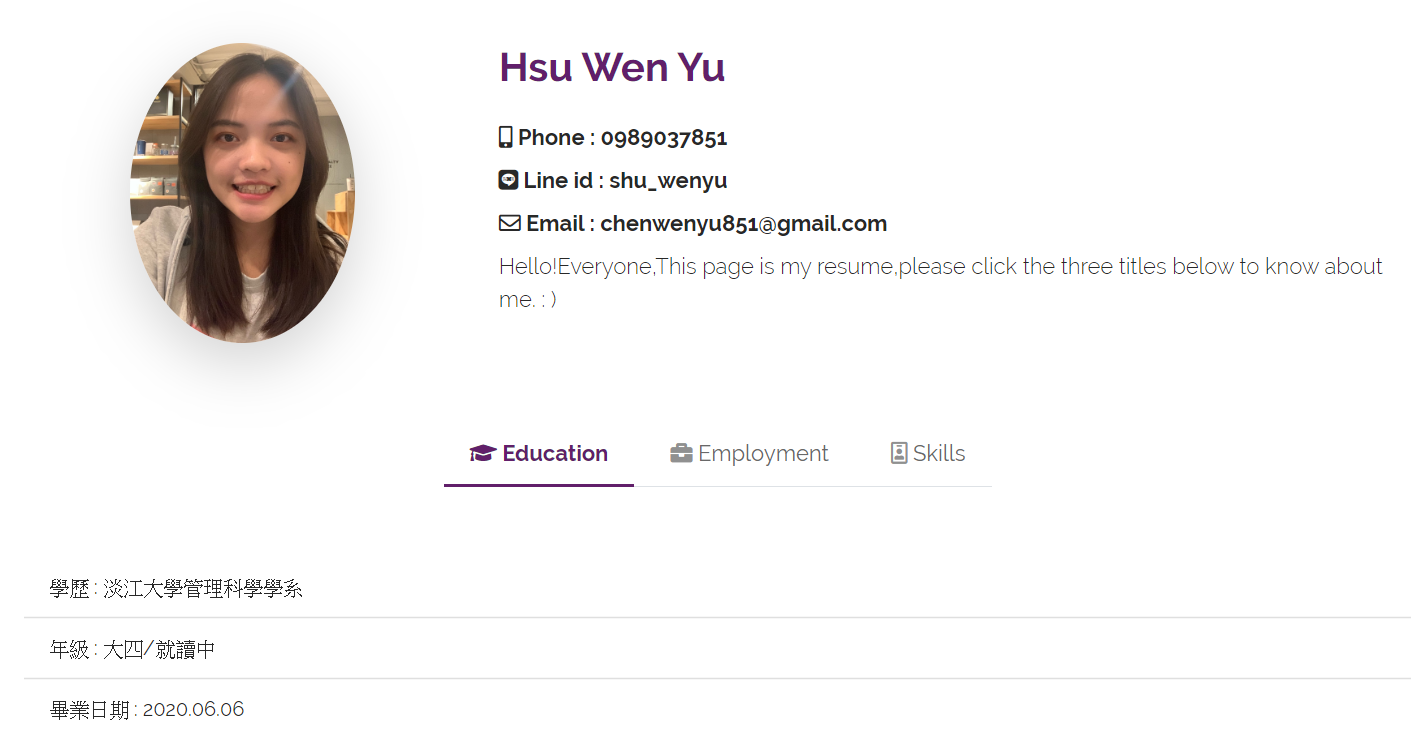 Hsu Wen Yu
Phone : 0989037851
Line id : shu_wenyu
Email : chenwenyu851@gmail.com
Hello!Everyone,This page is my resume,please click the three titles below to know about
me. : )
Education Employment Skills
學歷 : 淡江大學管理科學學系
年級 : 大四/就讀中
畢業日期 : 2020.06.06